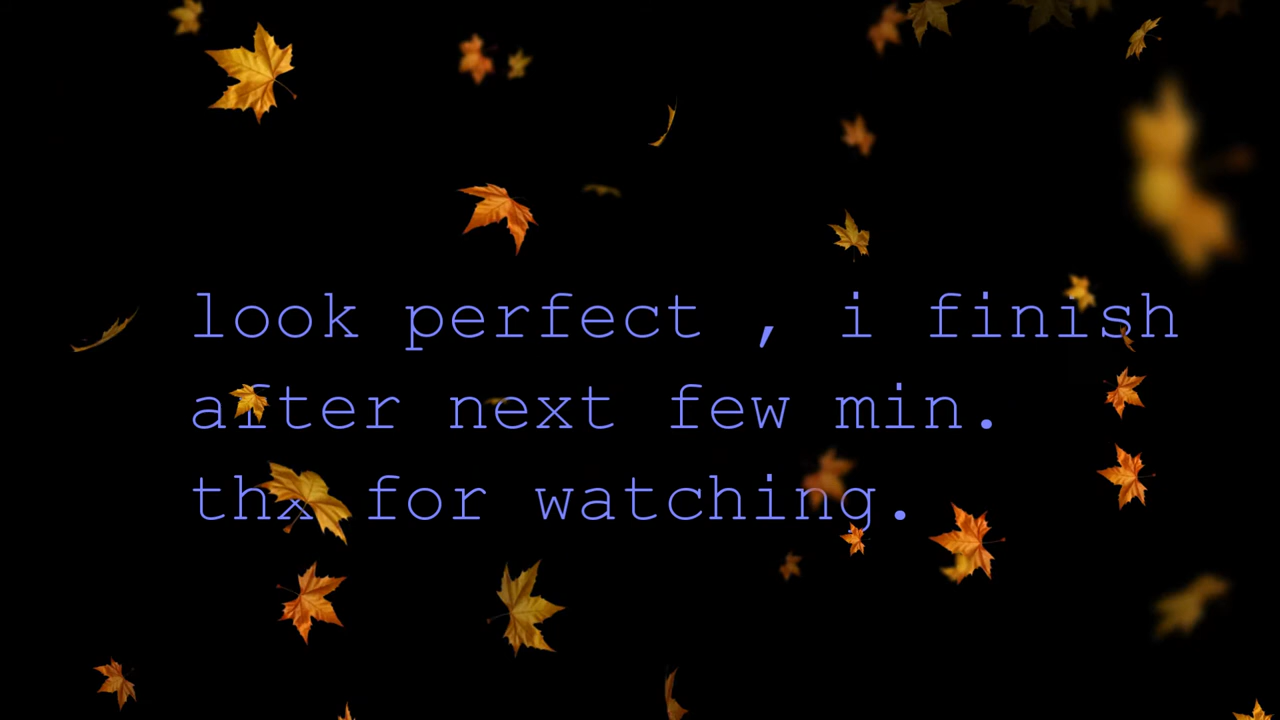 look perfect , i finish
after next few min.
thx for watching.